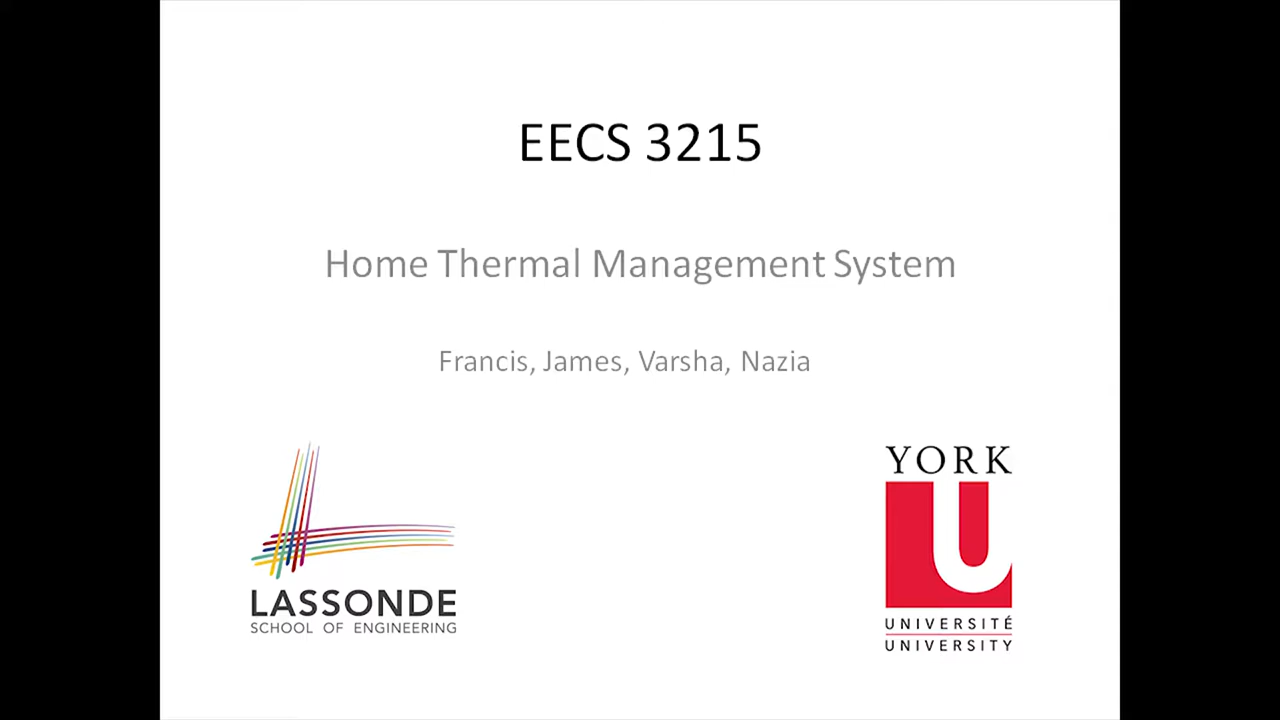 EECS 3215
Home Thermal Management System
Francis, James, Varsha, Nazia
LASSONDE
SCHOOL OF ENGINEERING
YORK
U
UNIVERSITÉ
UNIVERSITY